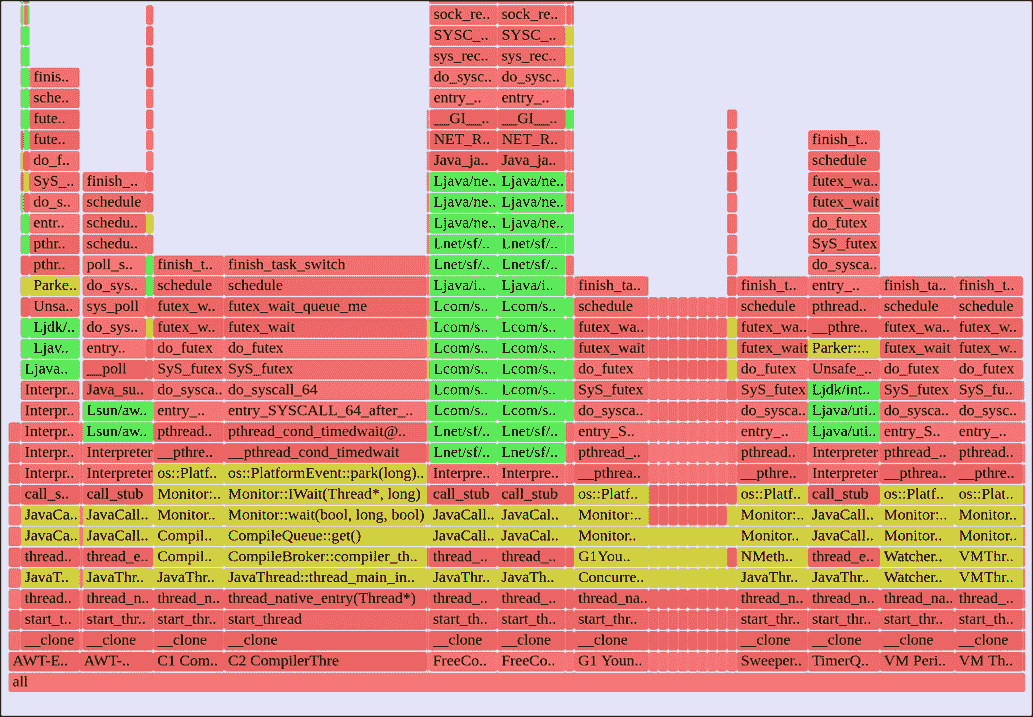 sock_re.. sock_re..
SYSC_.. SYSC_..
sys_rec.. sys_rec..
finis.. do_sysc.. do_sysc..
sche.. entry_.. entry_..
fute.. __GI__.. __GI__..
fute.. NET_R.. NET_R.. finish_t..
do_f.. Java_ja.. Java_ja.. schedule
SyS_.. finish_.. Ljava/ne.. Ljava/ne.. futex_wa..
do_s.. schedule Ljava/ne.. Ljava/ne.. futex_wait
entr.. schedu.. Ljava/ne.. Ljava/ne.. do_futex
pthr.. schedu.. Lnet/sf/.. Lnet/sf/.. SyS_futex
pthr.. poll_s.. finish_t.. finish_task_switch Lnet/sf/.. Lnet/sf/.. do_sysca..
Parke.. do_sys.. schedule schedule Ljava/i.. Ljava/i.. finish_ta.. finish_t.. entry_.. finish_ta.. finish_t..
Unsa.. sys_poll futex_w.. futex_wait_queue_me Lcom/s.. Lcom/s.. schedule schedule pthread.. schedule schedule
Ljdk/.. do_sys.. futex_w.. futex_wait Lcom/s.. Lcom/s.. futex_wa.. futex_wa.. __pthre.. futex_wa.. futex_w..
Ljav.. entry.. do_futex do_futex Lcom/s.. Lcom/s.. futex_wait futex_wait Parker::.. futex_wait futex_w..
Ljava.. __poll SyS_futex SyS_futex Lcom/s.. Lcom/s.. do_futex do_futex Unsafe_.. do_futex do_futex
Interpr.. Java_su.. do_sysca.. do_syscall_64 Lcom/s.. Lcom/s.. SyS_futex SyS_futex Ljdk/int.. SyS_futex SyS_fu..
Interpr.. Lsun/aw.. entry_.. entry_SYSCALL_64_after_.. Lcom/s.. Lcom/s.. do_sysca.. do_sysca.. Ljava/uti.. do_sysca.. do_sysc..
Interpr.. Lsun/aw.. pthread.. pthread_cond_timedwait@.. Lnet/sf/.. Lnet/sf/.. entry_S.. entry_.. Ljava/uti.. entry_S.. entry_..
Interpr.. Interpreter __pthre.. __pthread_cond_timedwait Lnet/sf/.. Lnet/sf/.. pthread_.. pthread.. Interpreter pthread_.. pthread..
Interpr.. Interpreter os::Platf.. os::PlatformEvent::park(long).. Interpre.. Interpre.. __pthrea.. __pthre.. Interpreter __pthrea.. __pthre..
call_s.. call_stub Monitor:.. Monitor::IWait(Thread*, long) call_stub call_stub os::Platf.. os::Platf.. call_stub os::Platf.. os::Plat..
JavaCa.. JavaCall.. Monitor.. Monitor::wait(bool, long, bool) JavaCall.. JavaCall.. Monitor:.. Monitor:.. JavaCall.. Monitor:.. Monitor..
JavaCa.. JavaCall.. Compil.. CompileQueue::get() JavaCall.. JavaCall.. Monitor.. Monitor.. JavaCall.. Monitor:.. Monitor..
thread.. thread_e.. Compil.. CompileBroker::compiler_th.. thread_.. thread_.. G1You.. NMeth.. thread_e.. Watcher.. VMThr..
JavaT.. JavaThr.. JavaThr.. JavaThread::thread_main_in.. JavaThr.. JavaTh.. Concurre.. JavaThr.. JavaThr.. Watcher.. VMThr..
thread.. thread_n.. thread_n.. thread_native_entry(Thread*) thread_.. thread_.. thread_na.. thread_n.. thread_n.. thread_na.. thread_..
start_t.. start_thr.. start_thr.. start_thread start_th.. start_th.. start_thr.. start_thr.. start_thr.. start_thr.. start_thr..
__clone __clone __clone __clone __clone __clone __clone __clone __clone __clone __clone
AWT-E.. AWT-.. C1 Com.. C2 CompilerThre FreeCo.. FreeCo.. G1 Youn.. Sweeper.. TimerQ.. VM Peri.. VM Th..
all